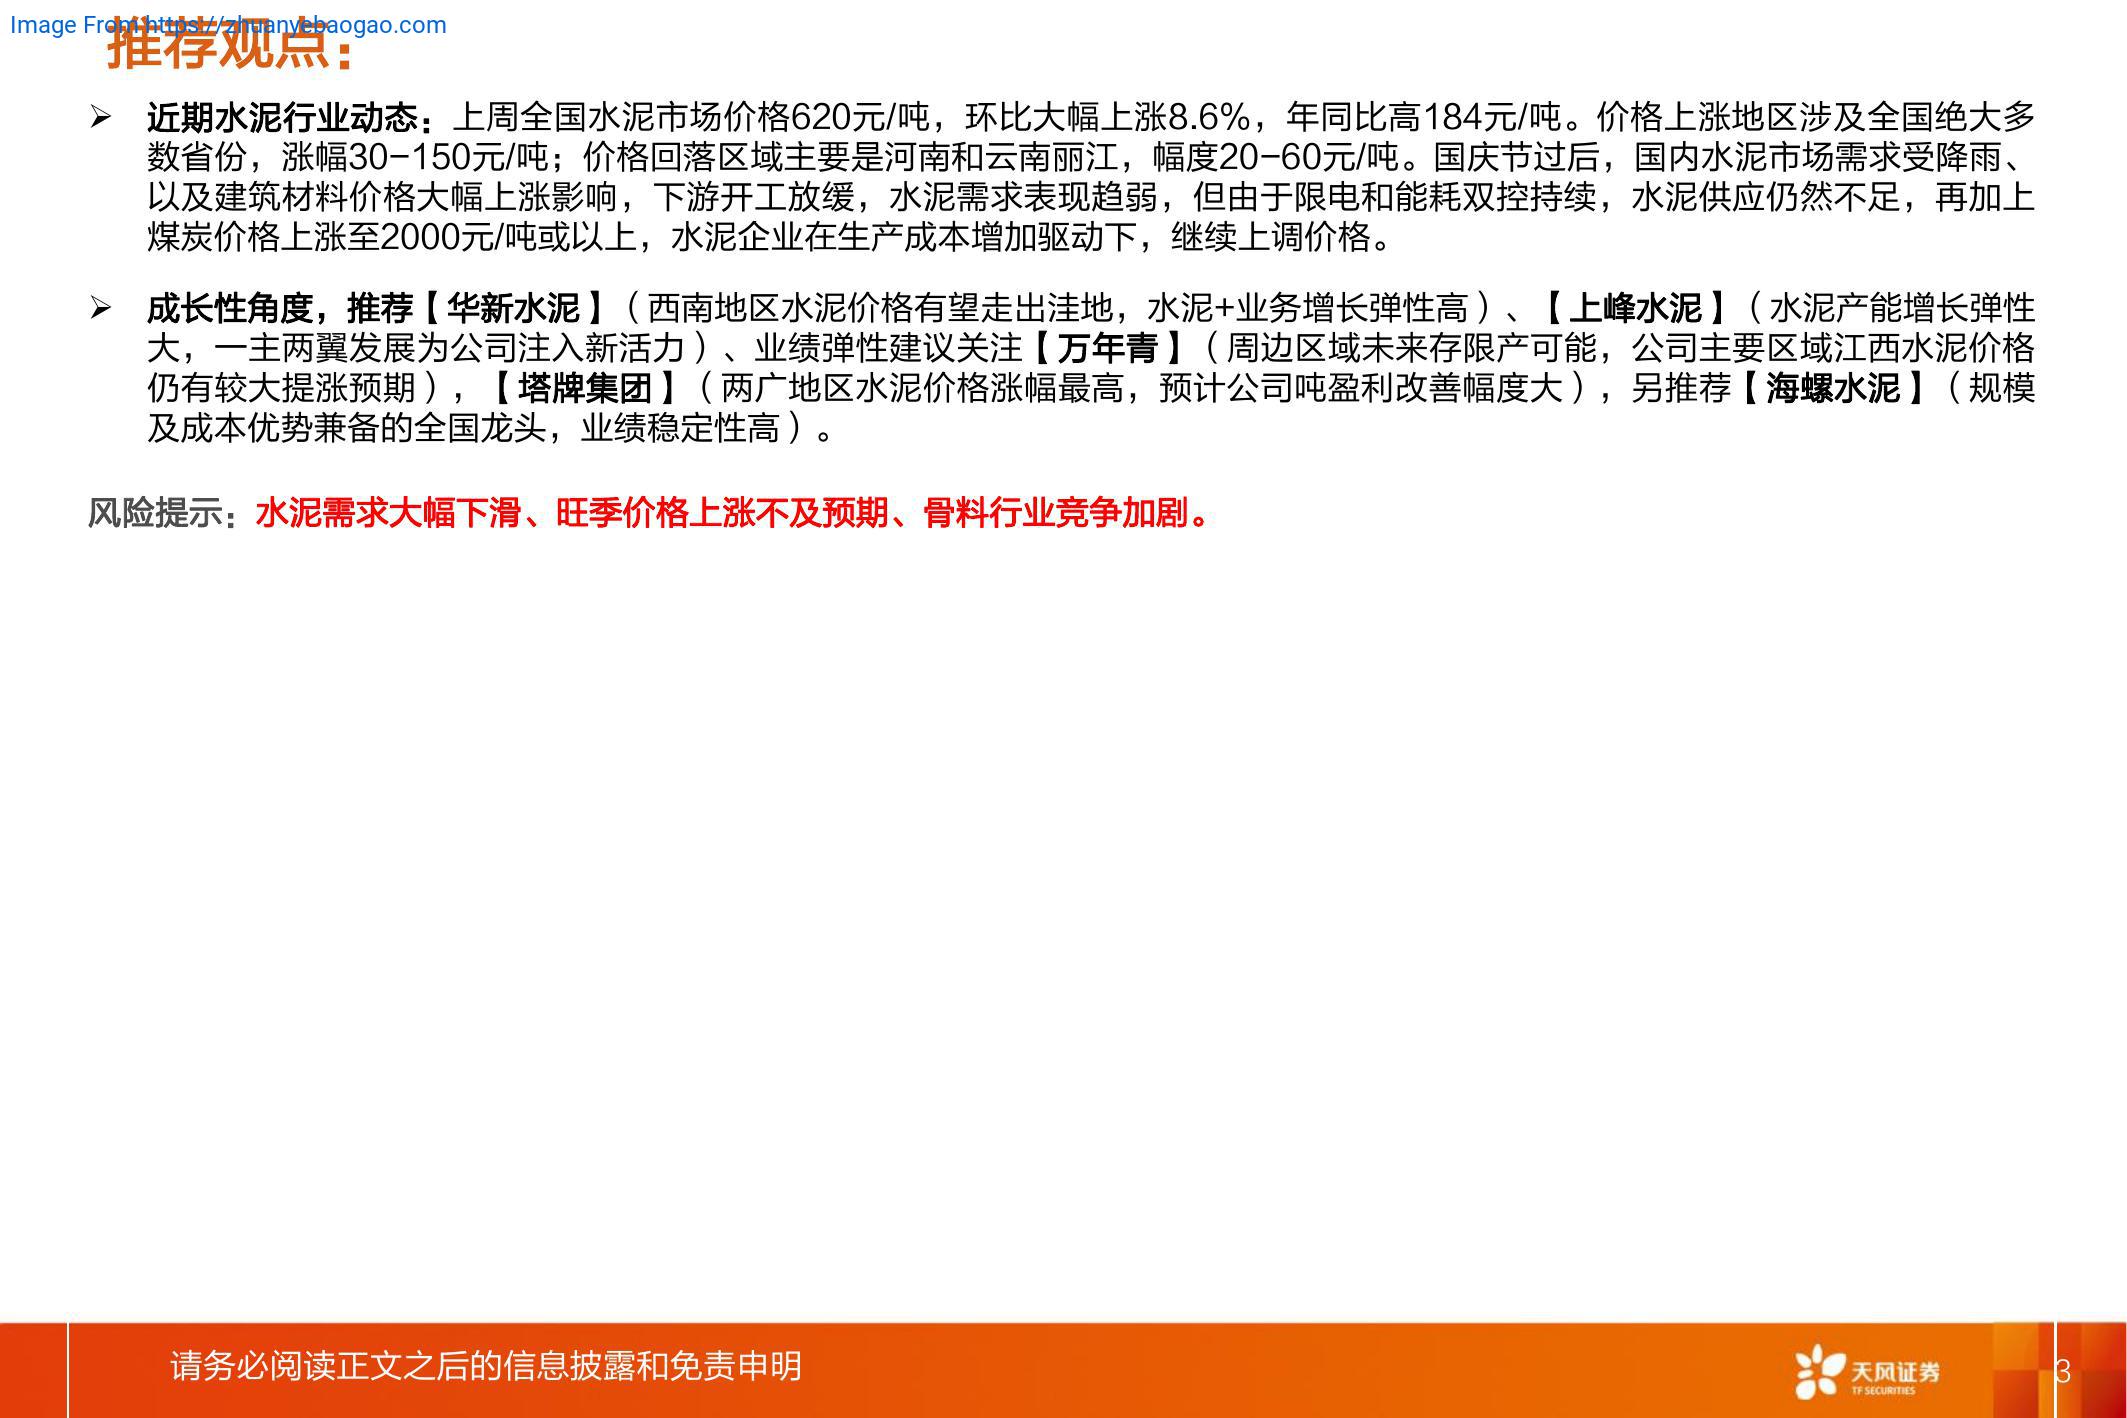 Image From https://zhuanyebaogao.com
推荐观点：
➢ 近期水泥行业动态：上周全国水泥市场价格620元/吨，环比大幅上涨8.6%，年同比高184元/吨。价格上涨地区涉及全国绝大多
数省份，涨幅30-150元/吨；价格回落区域主要是河南和云南丽江，幅度20-60元/吨。国庆节过后，国内水泥市场需求受降雨、
以及建筑材料价格大幅上涨影响，下游开工放缓，水泥需求表现趋弱，但由于限电和能耗双控持续，水泥供应仍然不足，再加上
煤炭价格上涨至2000元/吨或以上，水泥企业在生产成本增加驱动下，继续上调价格。
➢ 成长性角度，推荐【华新水泥】（西南地区水泥价格有望走出洼地，水泥+业务增长弹性高）、【上峰水泥】（水泥产能增长弹性
大，一主两翼发展为公司注入新活力）、业绩弹性建议关注【万年青】（周边区域未来存限产可能，公司主要区域江西水泥价格
仍有较大提涨预期），【塔牌集团】（两广地区水泥价格涨幅最高，预计公司吨盈利改善幅度大），另推荐【海螺水泥】（规模
及成本优势兼备的全国龙头，业绩稳定性高）。
风险提示：水泥需求大幅下滑、旺季价格上涨不及预期、骨料行业竞争加剧。
请务必阅读正文之后的信息披露和免责申明
天风证券
TF SECURITIES
3